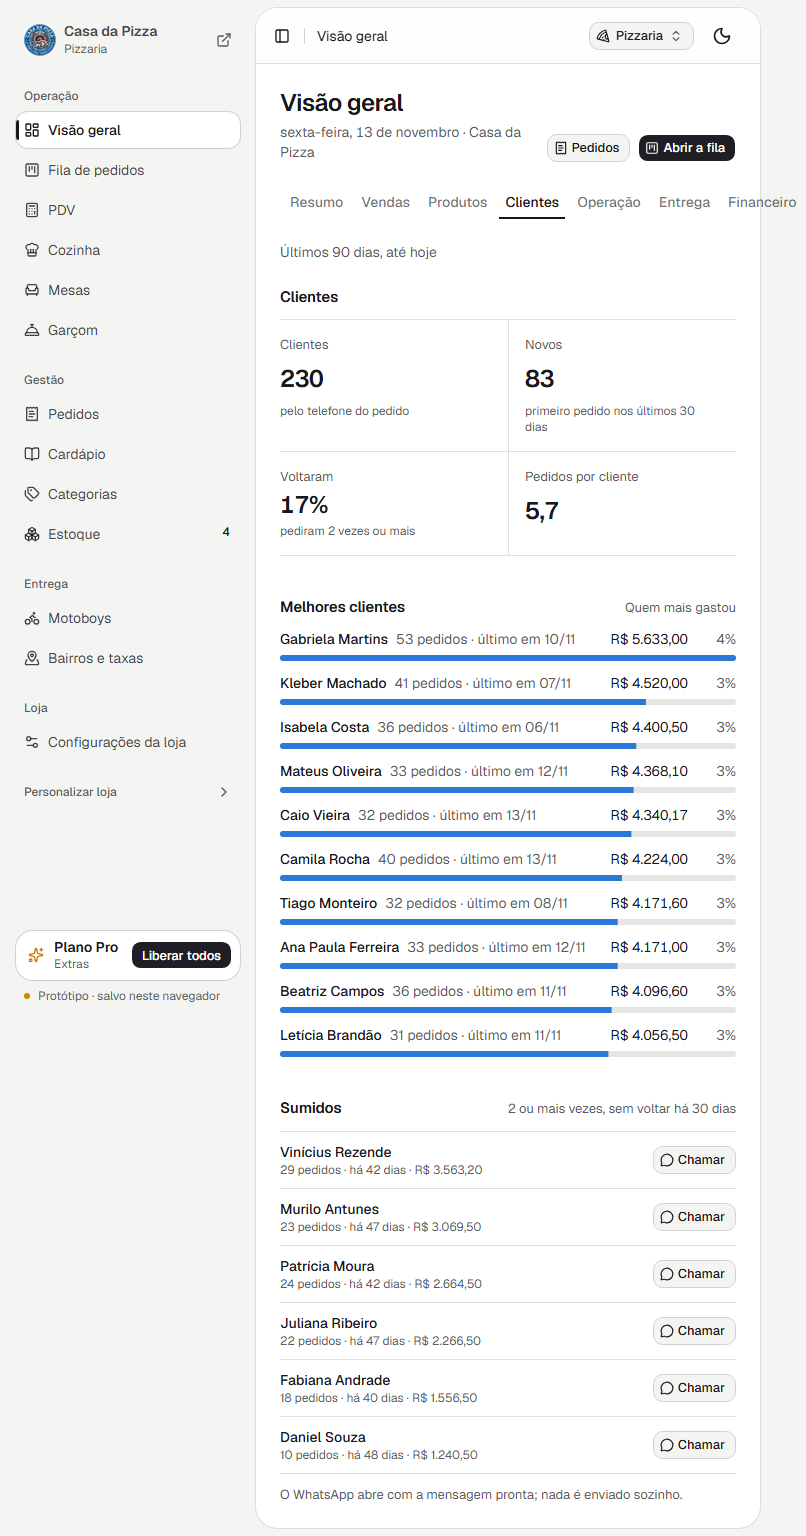 Casa da Pizza
Pizzaria
Operação
Visão geral
Fila de pedidos
PDV
Cozinha
Mesas
Garçom
Gestão
Pedidos
Cardápio
Categorias
Estoque 4
Entrega
Motoboys
Bairros e taxas
Loja
Configurações da loja
Personalizar loja
Plano Pro
Extras
Liberar todos
Protótipo · salvo neste navegador
Visão geral
Pizzaria
Visão geral
sexta-feira, 13 de novembro · Casa da
Pizza
Pedidos
Abrir a fila
Resumo Vendas Produtos Clientes Operação Entrega Financeiro
Últimos 90 dias, até hoje
Clientes
Clientes
230
pelo telefone do pedido
Novos
83
primeiro pedido nos últimos 30
dias
Voltaram
17%
pediram 2 vezes ou mais
Pedidos por cliente
5,7
Melhores clientes Quem mais gastou
Gabriela Martins 53 pedidos · último em 10/11 R$ 5.633,00 4%
Kleber Machado 41 pedidos · último em 07/11 R$ 4.520,00 3%
Isabela Costa 36 pedidos · último em 06/11 R$ 4.400,50 3%
Mateus Oliveira 33 pedidos · último em 12/11 R$ 4.368,10 3%
Caio Vieira 32 pedidos · último em 13/11 R$ 4.340,17 3%
Camila Rocha 40 pedidos · último em 13/11 R$ 4.224,00 3%
Tiago Monteiro 32 pedidos · último em 08/11 R$ 4.171,60 3%
Ana Paula Ferreira 33 pedidos · último em 12/11 R$ 4.171,00 3%
Beatriz Campos 36 pedidos · último em 11/11 R$ 4.096,60 3%
Letícia Brandão 31 pedidos · último em 11/11 R$ 4.056,50 3%
Sumidos 2 ou mais vezes, sem voltar há 30 dias
Vinícius Rezende
29 pedidos · há 42 dias · R$ 3.563,20
Chamar
Murilo Antunes
23 pedidos · há 47 dias · R$ 3.069,50
Chamar
Patrícia Moura
24 pedidos · há 42 dias · R$ 2.664,50
Chamar
Juliana Ribeiro
22 pedidos · há 47 dias · R$ 2.266,50
Chamar
Fabiana Andrade
18 pedidos · há 40 dias · R$ 1.556,50
Chamar
Daniel Souza
10 pedidos · há 48 dias · R$ 1.240,50
Chamar
O WhatsApp abre com a mensagem pronta; nada é enviado sozinho.